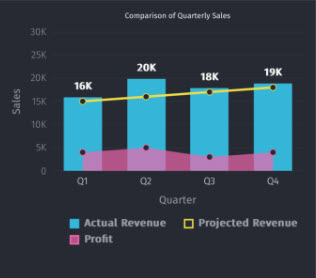 Comparison of Quarterly Sales
30K
25K
20K
15K
10K
5K
0
Sales
16K
20K
18K
19K
Q1
Q2
Q3
Q4
Quarter
Actual Revenue
Projected Revenue
Profit